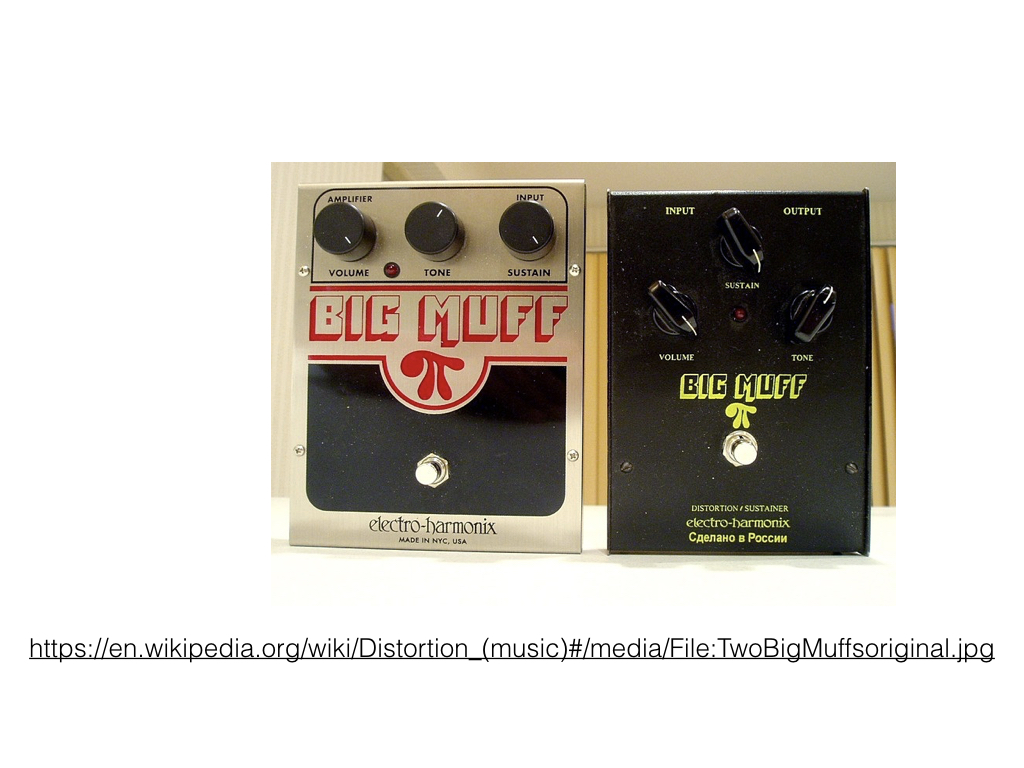 AMPLIFIER
INPUT
VOLUME
TONE
SUSTAIN
BIG MUFF
π
electro-harmonix
MADE IN NYC, USA
INPUT
OUTPUT
SUSTAIN
VOLUME
TONE
BIG MUFF
π
DISTORTION / SUSTAINER
electro-harmonix
Сделано в России
https://en.wikipedia.org/wiki/Distortion_(music)#/media/File:TwoBigMuffsoriginal.jpg